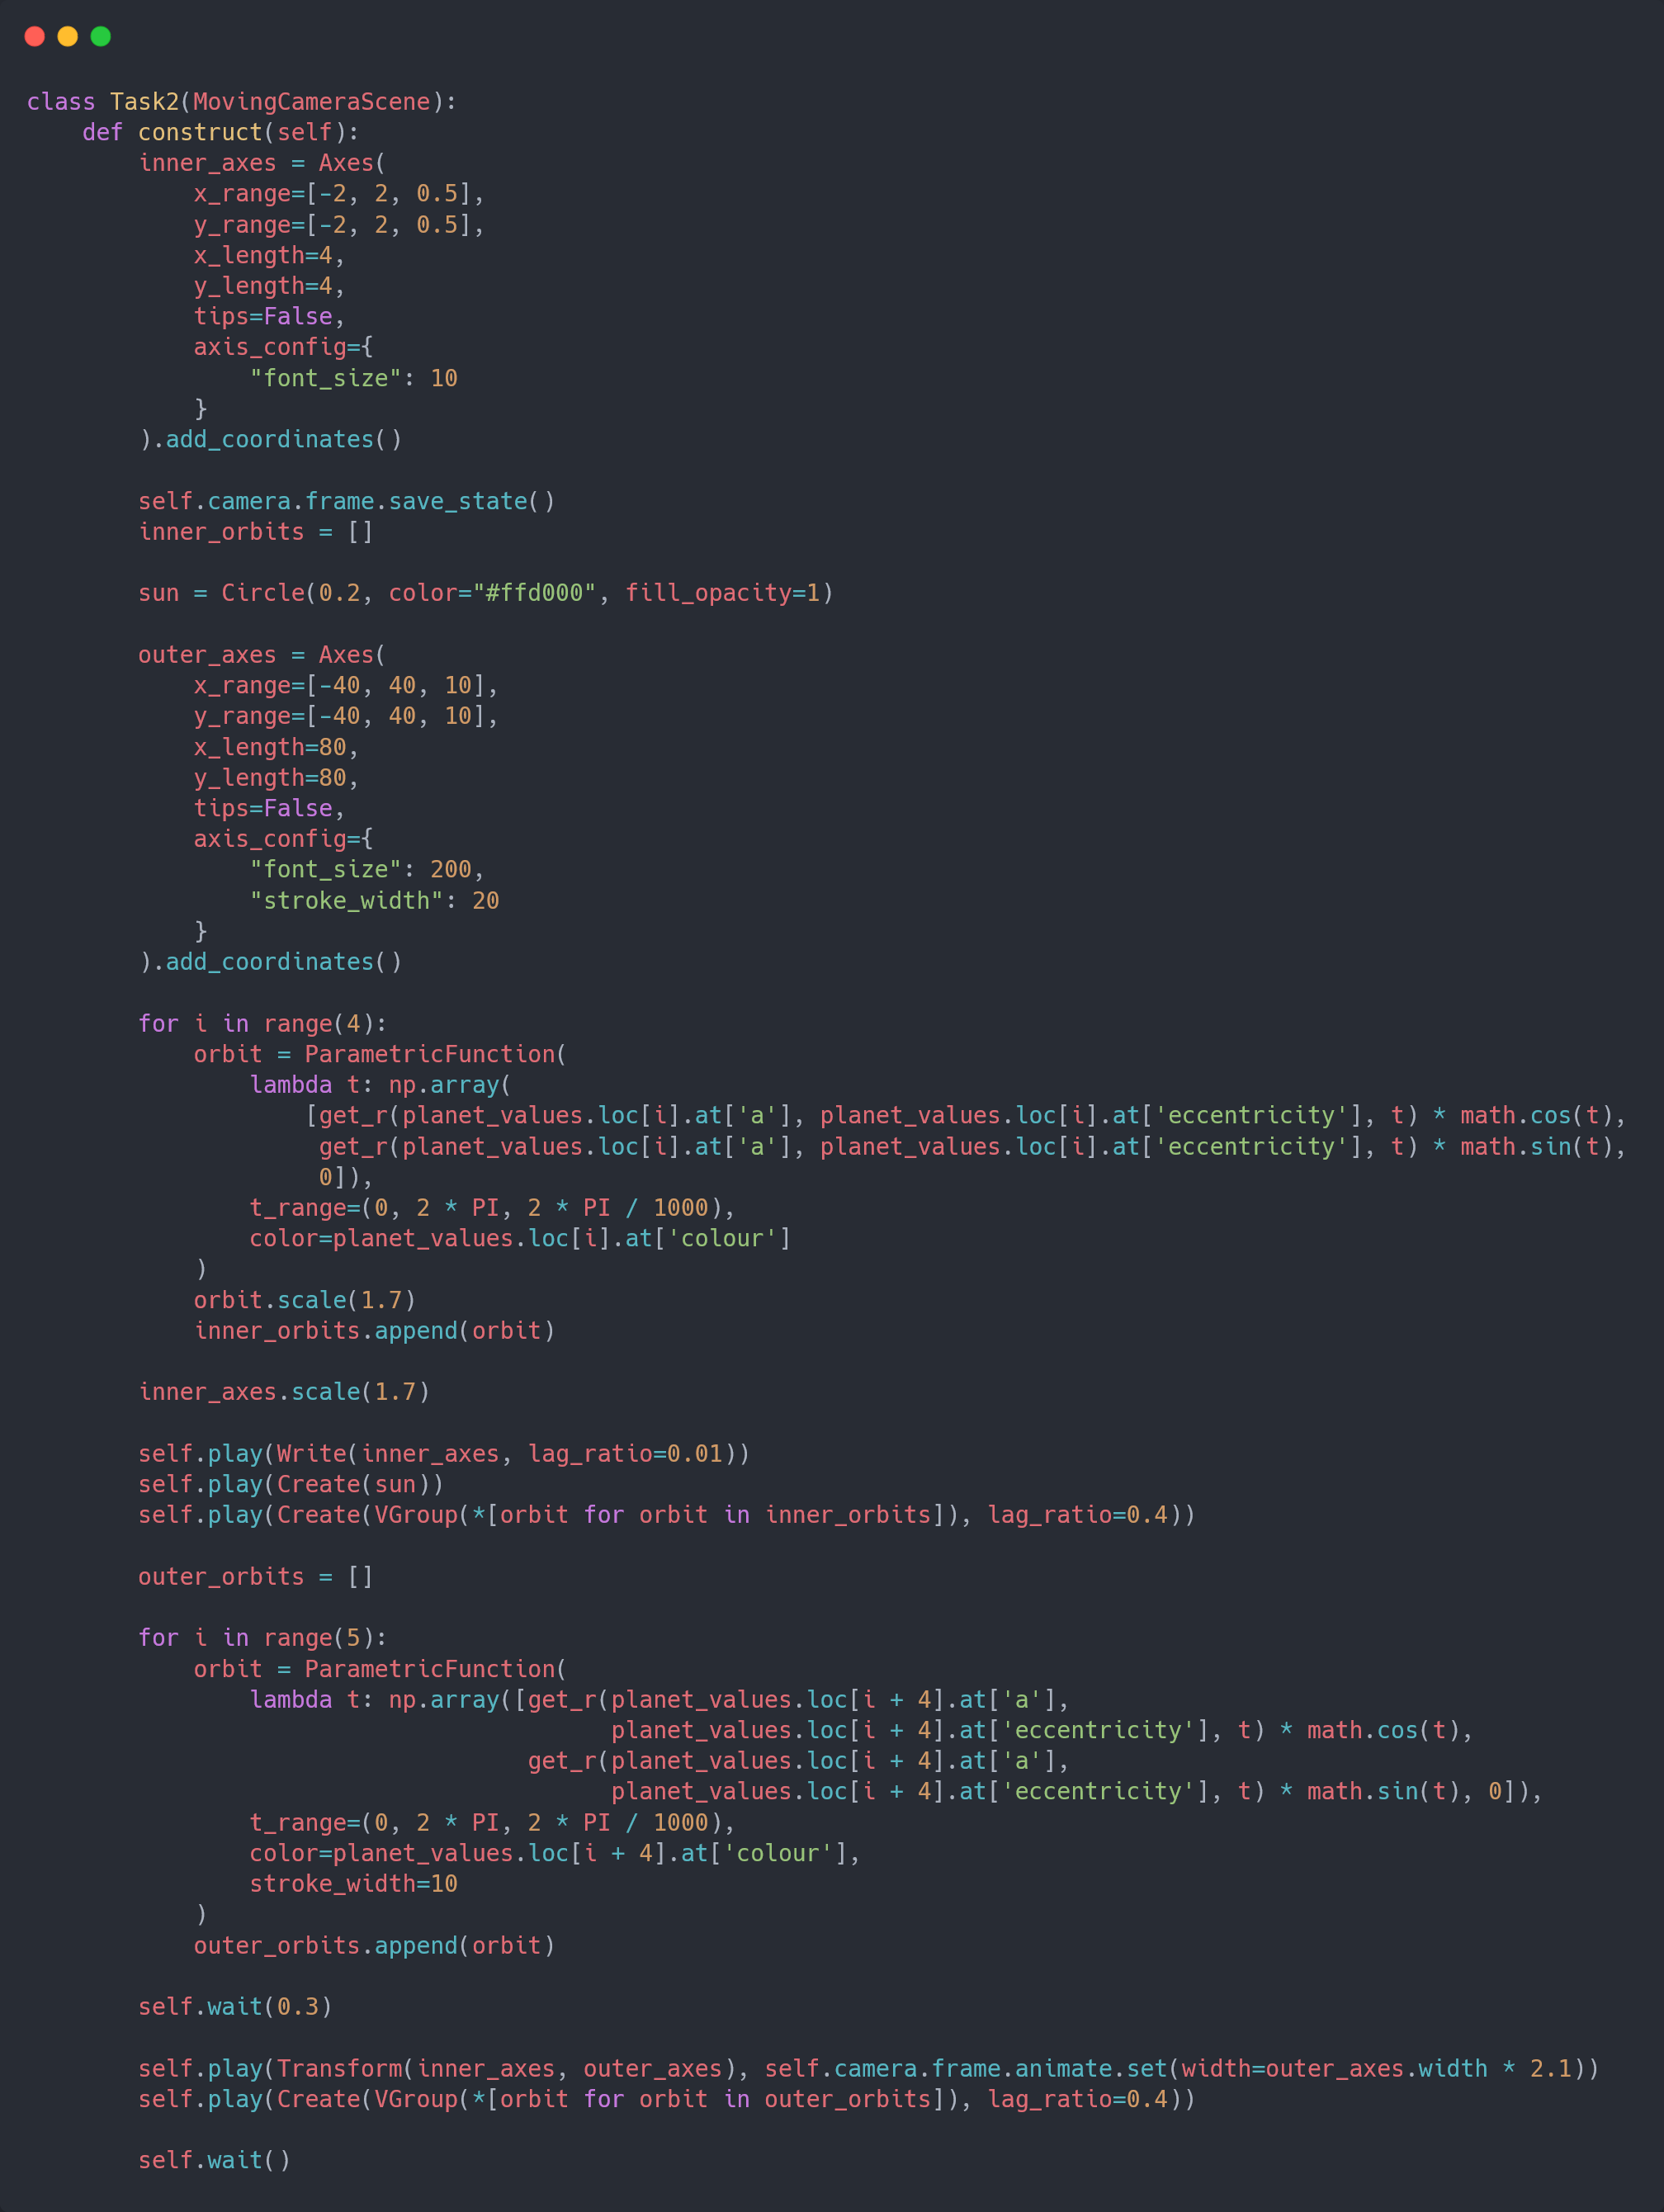 class Task2(MovingCameraScene):
    def construct(self):
        inner_axes = Axes(
            x_range=[-2, 2, 0.5],
            y_range=[-2, 2, 0.5],
            x_length=4,
            y_length=4,
            tips=False,
            axis_config={
                "font_size": 10
            }
        ).add_coordinates()

        self.camera.frame.save_state()
        inner_orbits = []

        sun = Circle(0.2, color="#ffd000", fill_opacity=1)

        outer_axes = Axes(
            x_range=[-40, 40, 10],
            y_range=[-40, 40, 10],
            x_length=80,
            y_length=80,
            tips=False,
            axis_config={
                "font_size": 200,
                "stroke_width": 20
            }
        ).add_coordinates()

        for i in range(4):
            orbit = ParametricFunction(
                lambda t: np.array(
                    [get_r(planet_values.loc[i].at['a'], planet_values.loc[i].at['eccentricity'], t) * math.cos(t),
                     get_r(planet_values.loc[i].at['a'], planet_values.loc[i].at['eccentricity'], t) * math.sin(t),
                     0]),
                t_range=(0, 2 * PI, 2 * PI / 1000),
                color=planet_values.loc[i].at['colour']
            )
            orbit.scale(1.7)
            inner_orbits.append(orbit)

        inner_axes.scale(1.7)

        self.play(Write(inner_axes, lag_ratio=0.01))
        self.play(Create(sun))
        self.play(Create(VGroup(*[orbit for orbit in inner_orbits]), lag_ratio=0.4))

        outer_orbits = []

        for i in range(5):
            orbit = ParametricFunction(
                lambda t: np.array([get_r(planet_values.loc[i + 4].at['a'],
                                          planet_values.loc[i + 4].at['eccentricity'], t) * math.cos(t),
                                    get_r(planet_values.loc[i + 4].at['a'],
                                          planet_values.loc[i + 4].at['eccentricity'], t) * math.sin(t), 0]),
                t_range=(0, 2 * PI, 2 * PI / 1000),
                color=planet_values.loc[i + 4].at['colour'],
                stroke_width=10
            )
            outer_orbits.append(orbit)

        self.wait(0.3)

        self.play(Transform(inner_axes, outer_axes), self.camera.frame.animate.set(width=outer_axes.width * 2.1))
        self.play(Create(VGroup(*[orbit for orbit in outer_orbits]), lag_ratio=0.4))

        self.wait()